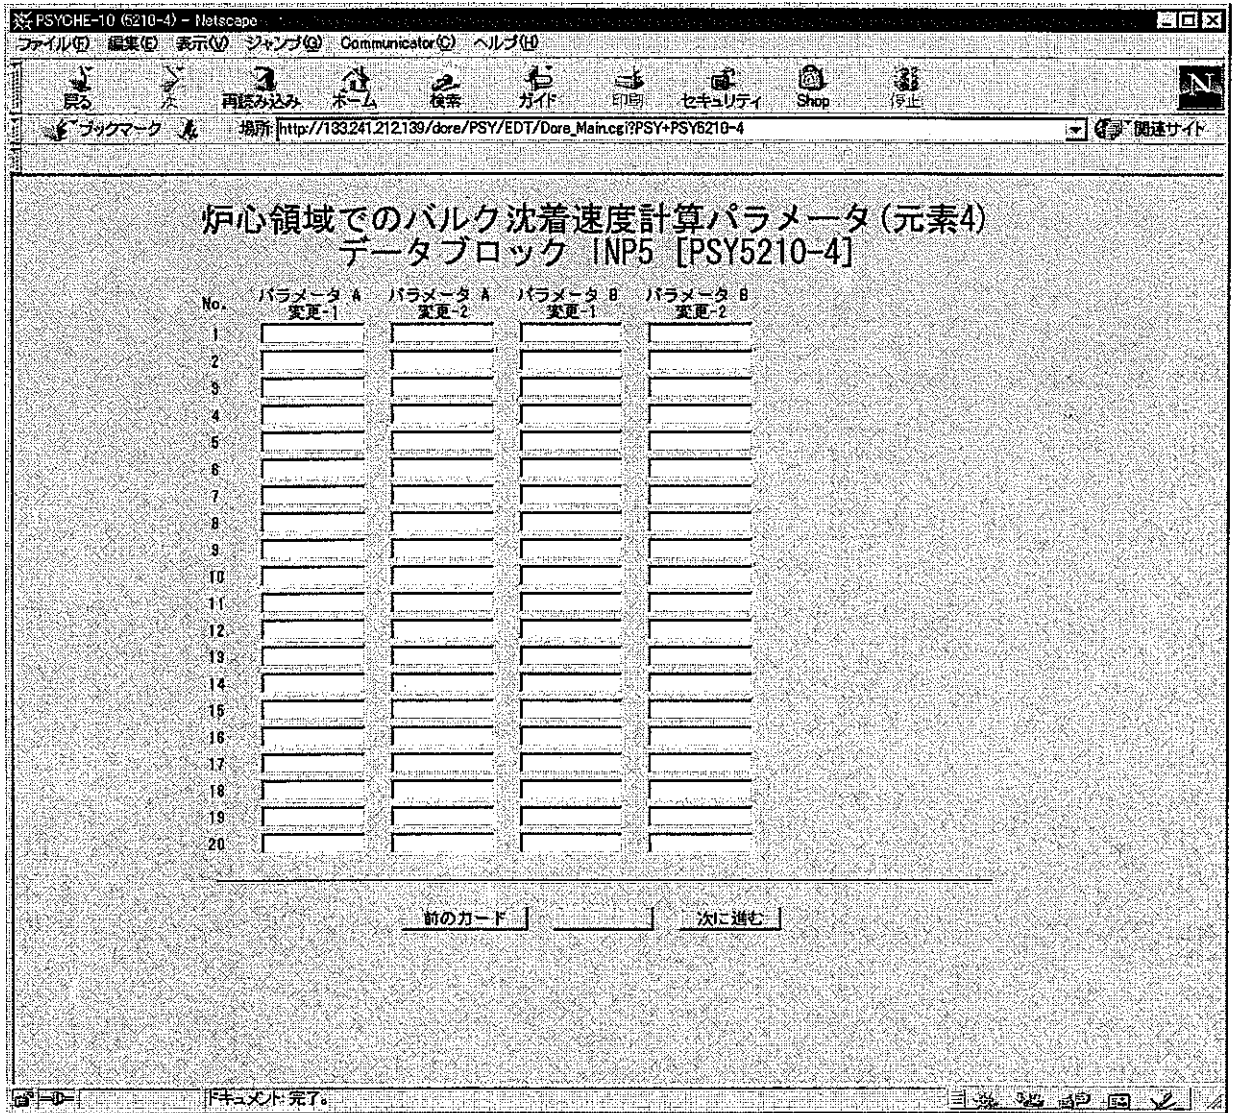 PSYCHE-10 (5210-4) - Netscape
ファイル(F) 編集(E) 表示(V) ジャンプ(G) Communicator(C) ヘルプ(H)
戻る 次 再読み込み ホーム 検索 ガイド 印刷 セキュリティ Shop 停止
ブックマーク 場所: http://133.241.212.139/dora/PSY/EDT/Dora_Main.cgi?PSY+PSY5210-4 関連サイト
炉心領域でのバルク沈着速度計算パラメータ(元素4)
データブロック INP5 [PSY5210-4]
No. パラメータ A 変更-1 パラメータ A 変更-2 パラメータ B 変更-1 パラメータ B 変更-2
1
2
3
4
5
6
7
8
9
10
11
12
13
14
15
16
17
18
19
20
前のカード 次に進む
ドキュメント: 完了。